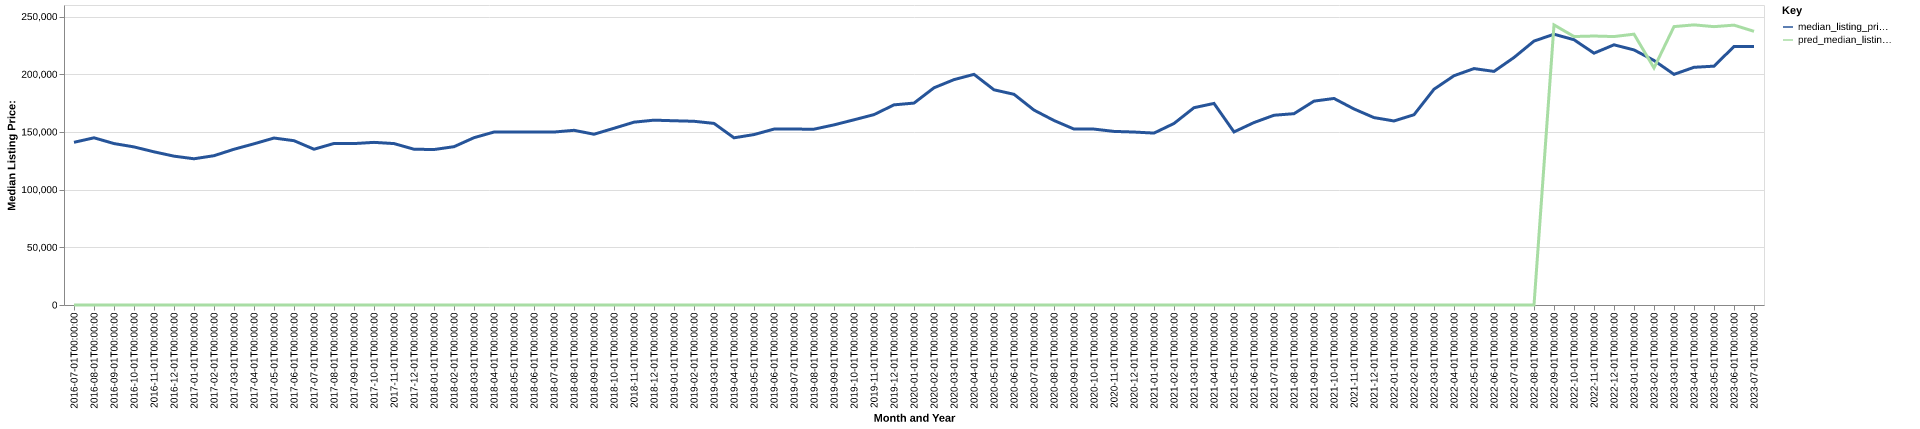 Median Listing Price:
250,000
200,000
150,000
100,000
50,000
0
2016-07-01T00:00:00
2016-08-01T00:00:00
2016-09-01T00:00:00
2016-10-01T00:00:00
2016-11-01T00:00:00
2016-12-01T00:00:00
2017-01-01T00:00:00
2017-02-01T00:00:00
2017-03-01T00:00:00
2017-04-01T00:00:00
2017-05-01T00:00:00
2017-06-01T00:00:00
2017-07-01T00:00:00
2017-08-01T00:00:00
2017-09-01T00:00:00
2017-10-01T00:00:00
2017-11-01T00:00:00
2017-12-01T00:00:00
2018-01-01T00:00:00
2018-02-01T00:00:00
2018-03-01T00:00:00
2018-04-01T00:00:00
2018-05-01T00:00:00
2018-06-01T00:00:00
2018-07-01T00:00:00
2018-08-01T00:00:00
2018-09-01T00:00:00
2018-10-01T00:00:00
2018-11-01T00:00:00
2018-12-01T00:00:00
2019-01-01T00:00:00
2019-02-01T00:00:00
2019-03-01T00:00:00
2019-04-01T00:00:00
2019-05-01T00:00:00
2019-06-01T00:00:00
2019-07-01T00:00:00
2019-08-01T00:00:00
2019-09-01T00:00:00
2019-10-01T00:00:00
2019-11-01T00:00:00
2019-12-01T00:00:00
2020-01-01T00:00:00
2020-02-01T00:00:00
2020-03-01T00:00:00
2020-04-01T00:00:00
2020-05-01T00:00:00
2020-06-01T00:00:00
2020-07-01T00:00:00
2020-08-01T00:00:00
2020-09-01T00:00:00
2020-10-01T00:00:00
2020-11-01T00:00:00
2020-12-01T00:00:00
2021-01-01T00:00:00
2021-02-01T00:00:00
2021-03-01T00:00:00
2021-04-01T00:00:00
2021-05-01T00:00:00
2021-06-01T00:00:00
2021-07-01T00:00:00
2021-08-01T00:00:00
2021-09-01T00:00:00
2021-10-01T00:00:00
2021-11-01T00:00:00
2021-12-01T00:00:00
2022-01-01T00:00:00
2022-02-01T00:00:00
2022-03-01T00:00:00
2022-04-01T00:00:00
2022-05-01T00:00:00
2022-06-01T00:00:00
2022-07-01T00:00:00
2022-08-01T00:00:00
2022-09-01T00:00:00
2022-10-01T00:00:00
2022-11-01T00:00:00
2022-12-01T00:00:00
2023-01-01T00:00:00
2023-02-01T00:00:00
2023-03-01T00:00:00
2023-04-01T00:00:00
2023-05-01T00:00:00
2023-06-01T00:00:00
2023-07-01T00:00:00
Month and Year
Key
median_listing_pri…
pred_median_listin…